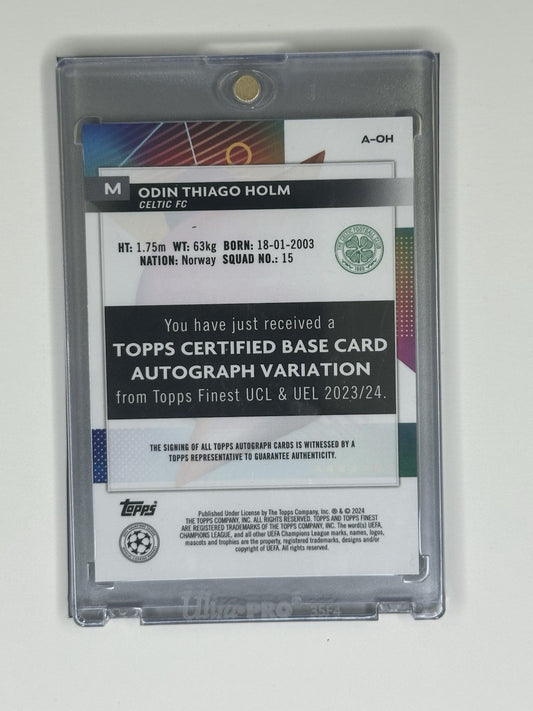 A-OH
M ODIN THIAGO HOLM
CELTIC FC
HT: 1.75m WT: 63kg BORN: 18-01-2003
NATION: Norway SQUAD NO.: 15
THE CELTIC FOOTBALL CLUB
1888
You have just received a
TOPPS CERTIFIED BASE CARD
AUTOGRAPH VARIATION
from Topps Finest UCL & UEL 2023/24.
THE SIGNING OF ALL TOPPS AUTOGRAPH CARDS IS WITNESSED BY A
TOPPS REPRESENTATIVE TO GUARANTEE AUTHENTICITY.
topps
Published Under License by The Topps Company, Inc. ® & © 2024
THE TOPPS COMPANY, INC. ALL RIGHTS RESERVED. TOPPS AND TOPPS FINEST
ARE REGISTERED TRADEMARKS OF THE TOPPS COMPANY, INC. The word(s) UEFA,
CHAMPIONS LEAGUE, and all other UEFA Champions League marks, names, logos,
mascots and trophies are the property, registered trademarks, designs and/or
copyright of UEFA. All rights reserved.
Ultra PRO
35E4